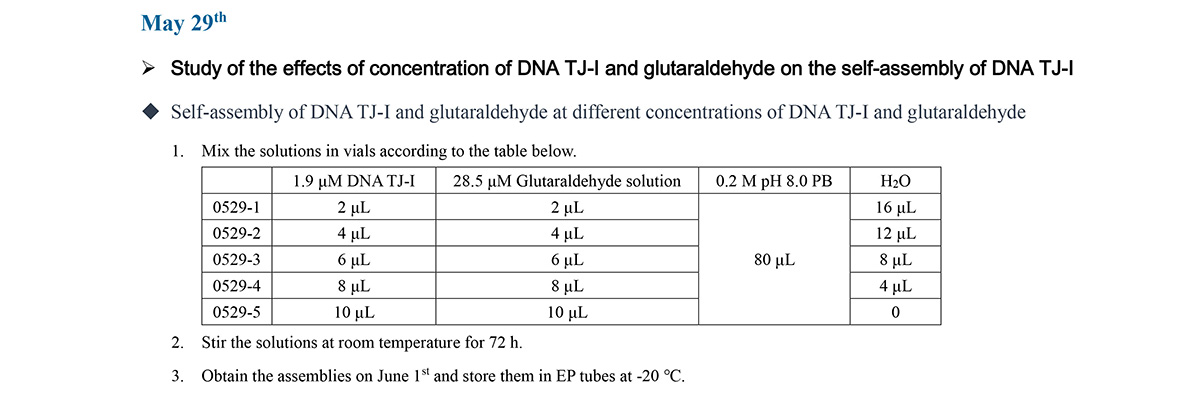 May 29th
➤ Study of the effects of concentration of DNA TJ-I and glutaraldehyde on the self-assembly of DNA TJ-I
◆ Self-assembly of DNA TJ-I and glutaraldehyde at different concentrations of DNA TJ-I and glutaraldehyde
1. Mix the solutions in vials according to the table below.
1.9 μM DNA TJ-I 28.5 μM Glutaraldehyde solution 0.2 M pH 8.0 PB H₂O
0529-1 2 μL 2 μL 16 μL
0529-2 4 μL 4 μL 12 μL
0529-3 6 μL 6 μL 80 μL 8 μL
0529-4 8 μL 8 μL 4 μL
0529-5 10 μL 10 μL 0
2. Stir the solutions at room temperature for 72 h.
3. Obtain the assemblies on June 1st and store them in EP tubes at -20 °C.